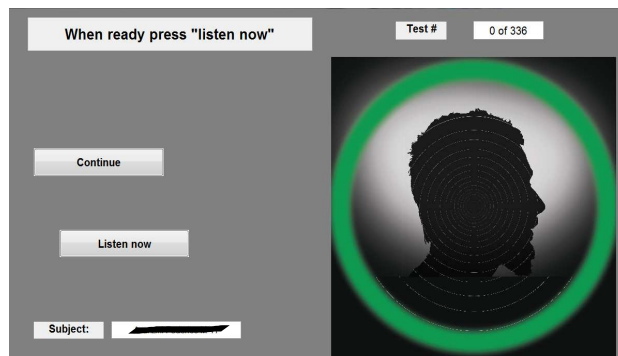 When ready press "listen now"
Test # 0 of 336
Continue
Listen now
Subject: